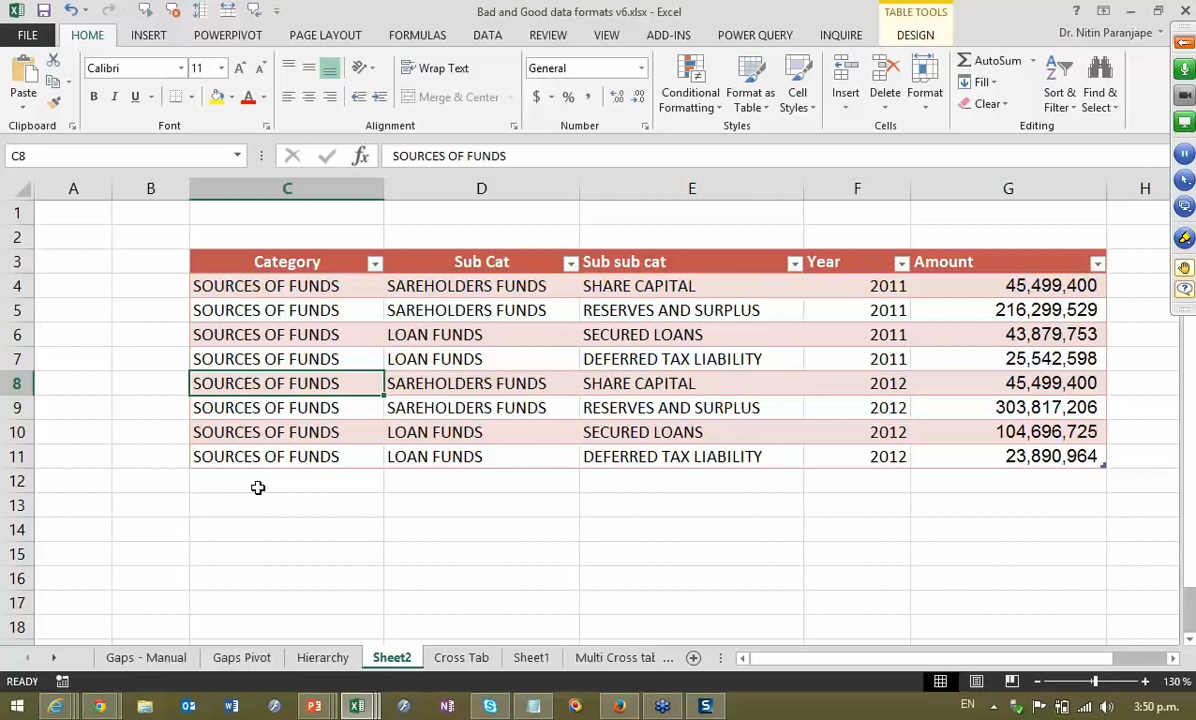 Bad and Good data formats v6.xlsx - Excel
TABLE TOOLS
FILE HOME INSERT POWERPIVOT PAGE LAYOUT FORMULAS DATA REVIEW VIEW ADD-INS POWER QUERY INQUIRE DESIGN
Dr. Nitin Paranjape
Paste
Clipboard
Calibri 11
B I U
Font
Wrap Text
Merge & Center
Alignment
General
$ % ,
Number
Conditional Formatting
Format as Table
Cell Styles
Styles
Insert Delete Format
Cells
AutoSum
Fill
Clear
Sort & Filter
Find & Select
Editing
C8 fx SOURCES OF FUNDS
A B C D E F G H
1
2
3 Category Sub Cat Sub sub cat Year Amount
4 SOURCES OF FUNDS SAREHOLDERS FUNDS SHARE CAPITAL 2011 45,499,400
5 SOURCES OF FUNDS SAREHOLDERS FUNDS RESERVES AND SURPLUS 2011 216,299,529
6 SOURCES OF FUNDS LOAN FUNDS SECURED LOANS 2011 43,879,753
7 SOURCES OF FUNDS LOAN FUNDS DEFERRED TAX LIABILITY 2011 25,542,598
8 SOURCES OF FUNDS SAREHOLDERS FUNDS SHARE CAPITAL 2012 45,499,400
9 SOURCES OF FUNDS SAREHOLDERS FUNDS RESERVES AND SURPLUS 2012 303,817,206
10 SOURCES OF FUNDS LOAN FUNDS SECURED LOANS 2012 104,696,725
11 SOURCES OF FUNDS LOAN FUNDS DEFERRED TAX LIABILITY 2012 23,890,964
12
13
14
15
16
17
18
Gaps - Manual Gaps Pivot Hierarchy Sheet2 Cross Tab Sheet1 Multi Cross tab ...
READY 130 %
EN 3:50 p.m.